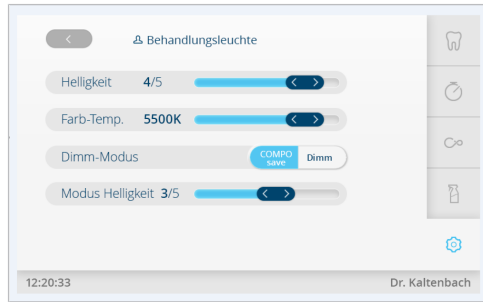 Behandlungsleuchte
Helligkeit 4/5
Farb-Temp. 5500K
Dimm-Modus COMPO save Dimm
Modus Helligkeit 3/5
12:20:33 Dr. Kaltenbach